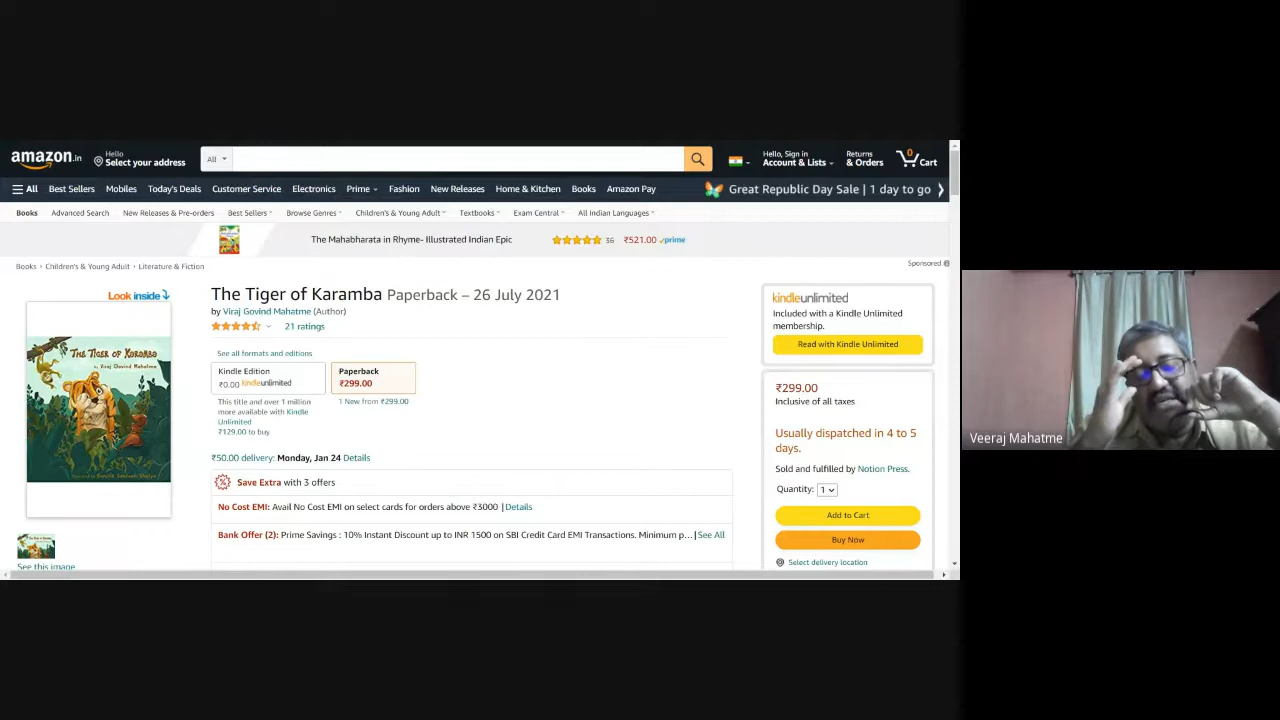 amazon.in
Hello
Select your address
All
Hello, Sign in
Account & Lists
Returns
& Orders
0
Cart
All
Best Sellers
Mobiles
Today's Deals
Customer Service
Electronics
Prime
Fashion
New Releases
Home & Kitchen
Books
Amazon Pay
Great Republic Day Sale | 1 day to go
Books
Advanced Search
New Releases & Pre-orders
Best Sellers
Browse Genres
Children's & Young Adult
Textbooks
Exam Central
All Indian Languages
The Mahabharata in Rhyme- Illustrated Indian Epic
36
₹521.00
prime
Sponsored
Books › Children's & Young Adult › Literature & Fiction
Look inside
THE TIGER OF KARAMBA
by Viraj Govind Mahatme
See this image
The Tiger of Karamba Paperback – 26 July 2021
by Viraj Govind Mahatme (Author)
21 ratings
See all formats and editions
Kindle Edition
₹0.00 kindleunlimited
This title and over 1 million
more available with Kindle
Unlimited
₹129.00 to buy
Paperback
₹299.00
1 New from ₹299.00
₹50.00 delivery: Monday, Jan 24 Details
Save Extra with 3 offers
No Cost EMI: Avail No Cost EMI on select cards for orders above ₹3000 | Details
Bank Offer (2): Prime Savings : 10% Instant Discount up to INR 1500 on SBI Credit Card EMI Transactions. Minimum p... | See All
kindleunlimited
Included with a Kindle Unlimited
membership.
Read with Kindle Unlimited
₹299.00
Inclusive of all taxes
Usually dispatched in 4 to 5
days.
Sold and fulfilled by Notion Press.
Quantity: 1
Add to Cart
Buy Now
Select delivery location
Veeraj Mahatme